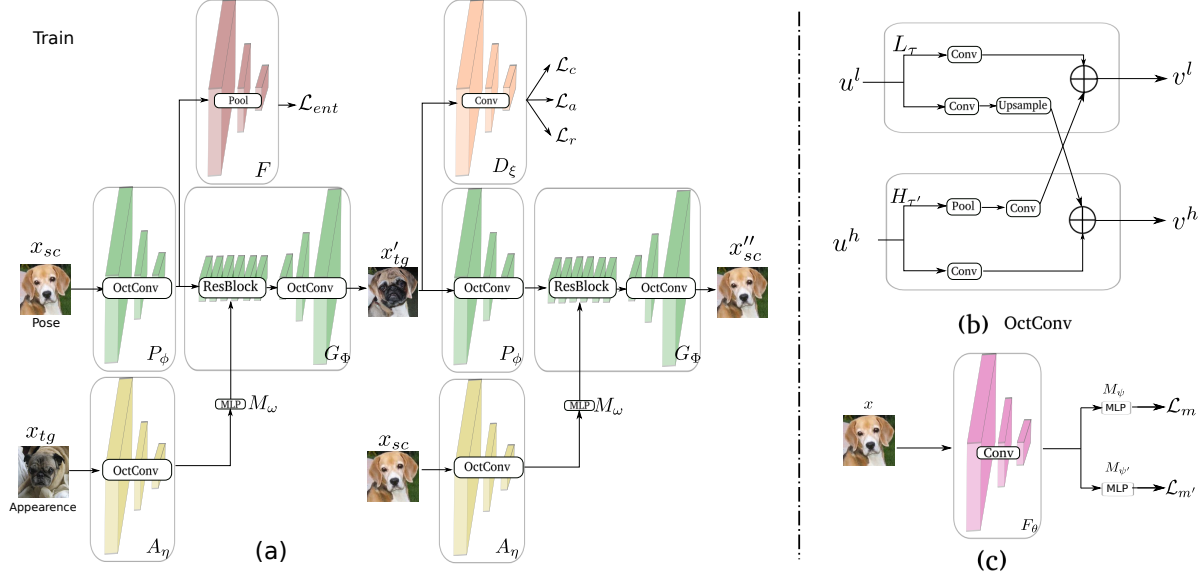 Train
Pool
$\mathcal{L}_{ent}$
$F$
Conv
$\mathcal{L}_c$
$\mathcal{L}_a$
$\mathcal{L}_r$
$D_\xi$
$x_{sc}$
Pose
OctConv
$P_\phi$
ResBlock
OctConv
$G_\Phi$
$x'_{tg}$
OctConv
$P_\phi$
ResBlock
OctConv
$G_\Phi$
$x''_{sc}$
MLP $M_\omega$
MLP $M_\omega$
$x_{tg}$
Appearence
OctConv
$A_\eta$
$x_{sc}$
OctConv
$A_\eta$
(a)
$u^l$
$L_\tau$
Conv
Conv
Upsample
$v^l$
$u^h$
$H_{\tau'}$
Pool
Conv
Conv
$v^h$
(b) OctConv
$x$
Conv
$F_\theta$
$M_\psi$
MLP
$\mathcal{L}_m$
$M_{\psi'}$
MLP
$\mathcal{L}_{m'}$
(c)